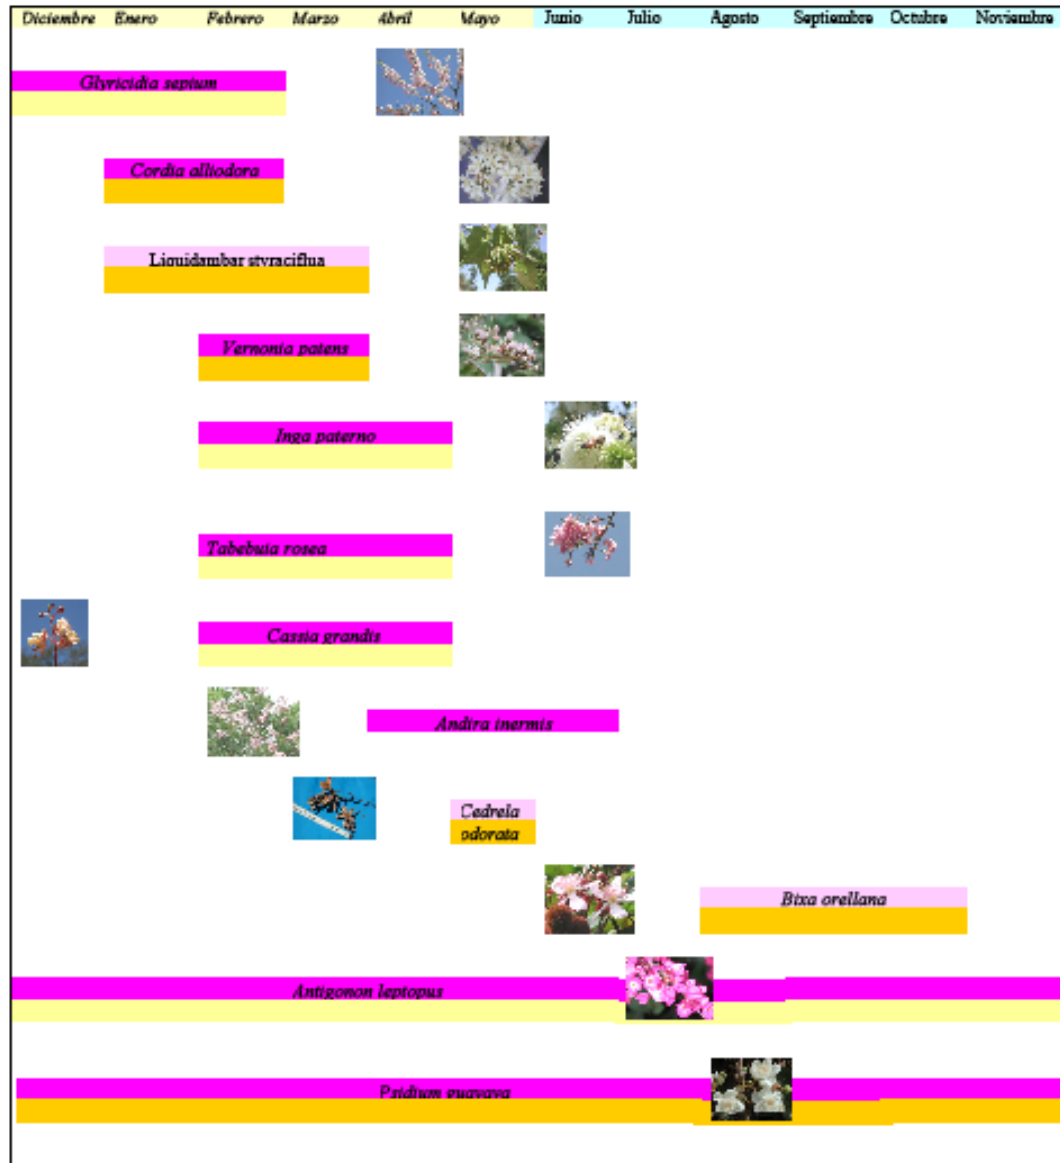 Diciembre Enero Febrero Marzo Abril Mayo Junio Julio Agosto Septiembre Octubre Noviembre
Glyricidia sepium
Cordia alliodora
Liquidambar styraciflua
Vernonia patens
Inga paterno
Tabebuia rosea
Cassia grandis
Andira inermis
Cedrela
odorata
Bixa orellana
Antigonon leptopus
Psidium guavava